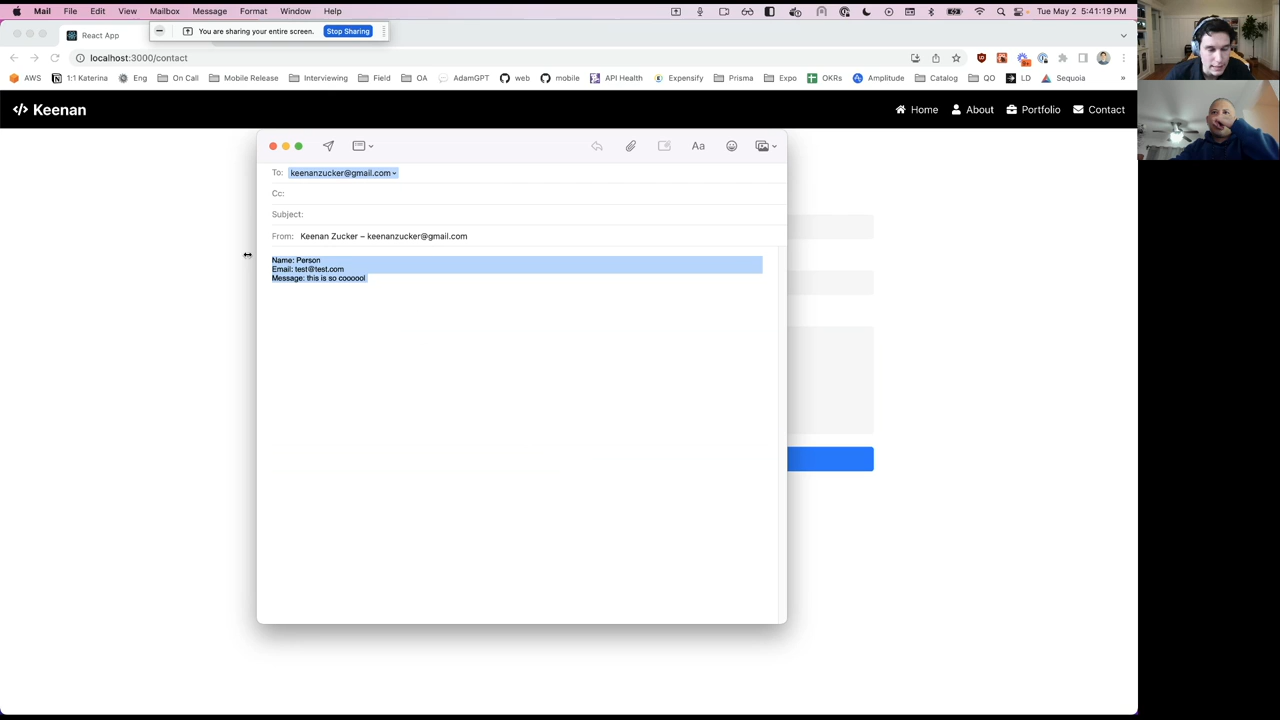 Mail File Edit View Mailbox Message Format Window Help Tue May 2 5:41:19 PM
React App
You are sharing your entire screen. Stop Sharing
localhost:3000/contact
AWS 1:1 Katerina Eng On Call Mobile Release Interviewing Field OA AdamGPT web mobile API Health Expensify Prisma Expo OKRs Amplitude Catalog QO LD Sequoia »
</> Keenan Home About Portfolio Contact
Aa
To: keenanzucker@gmail.com
Cc:
Subject:
From: Keenan Zucker – keenanzucker@gmail.com
Name: Person
Email: test@test.com
Message: this is so coooool